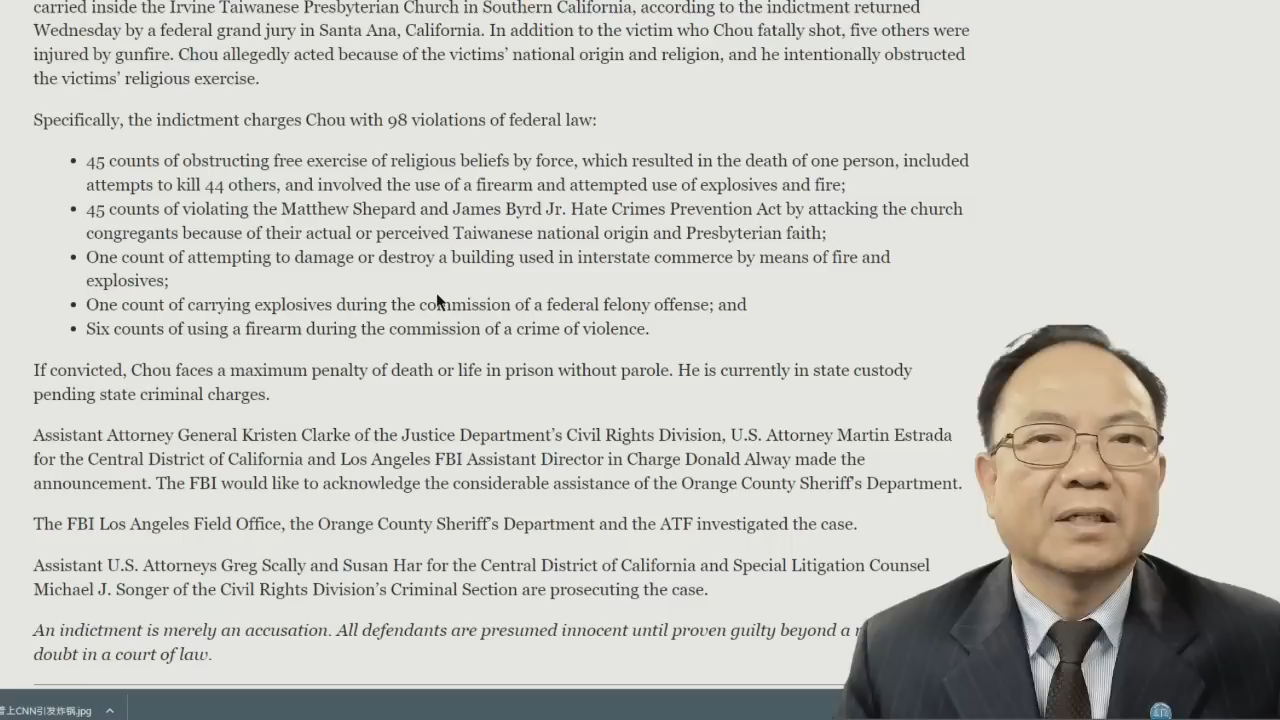 carried inside the Irvine Taiwanese Presbyterian Church in Southern California, according to the indictment returned
Wednesday by a federal grand jury in Santa Ana, California. In addition to the victim who Chou fatally shot, five others were
injured by gunfire. Chou allegedly acted because of the victims’ national origin and religion, and he intentionally obstructed
the victims’ religious exercise.
Specifically, the indictment charges Chou with 98 violations of federal law:
• 45 counts of obstructing free exercise of religious beliefs by force, which resulted in the death of one person, included
attempts to kill 44 others, and involved the use of a firearm and attempted use of explosives and fire;
• 45 counts of violating the Matthew Shepard and James Byrd Jr. Hate Crimes Prevention Act by attacking the church
congregants because of their actual or perceived Taiwanese national origin and Presbyterian faith;
• One count of attempting to damage or destroy a building used in interstate commerce by means of fire and
explosives;
• One count of carrying explosives during the commission of a federal felony offense; and
• Six counts of using a firearm during the commission of a crime of violence.
If convicted, Chou faces a maximum penalty of death or life in prison without parole. He is currently in state custody
pending state criminal charges.
Assistant Attorney General Kristen Clarke of the Justice Department’s Civil Rights Division, U.S. Attorney Martin Estrada
for the Central District of California and Los Angeles FBI Assistant Director in Charge Donald Alway made the
announcement. The FBI would like to acknowledge the considerable assistance of the Orange County Sheriff’s Department.
The FBI Los Angeles Field Office, the Orange County Sheriff’s Department and the ATF investigated the case.
Assistant U.S. Attorneys Greg Scally and Susan Har for the Central District of California and Special Litigation Counsel
Michael J. Songer of the Civil Rights Division’s Criminal Section are prosecuting the case.
An indictment is merely an accusation. All defendants are presumed innocent until proven guilty beyond a
doubt in a court of law.
上CNN引发炸锅.jpg